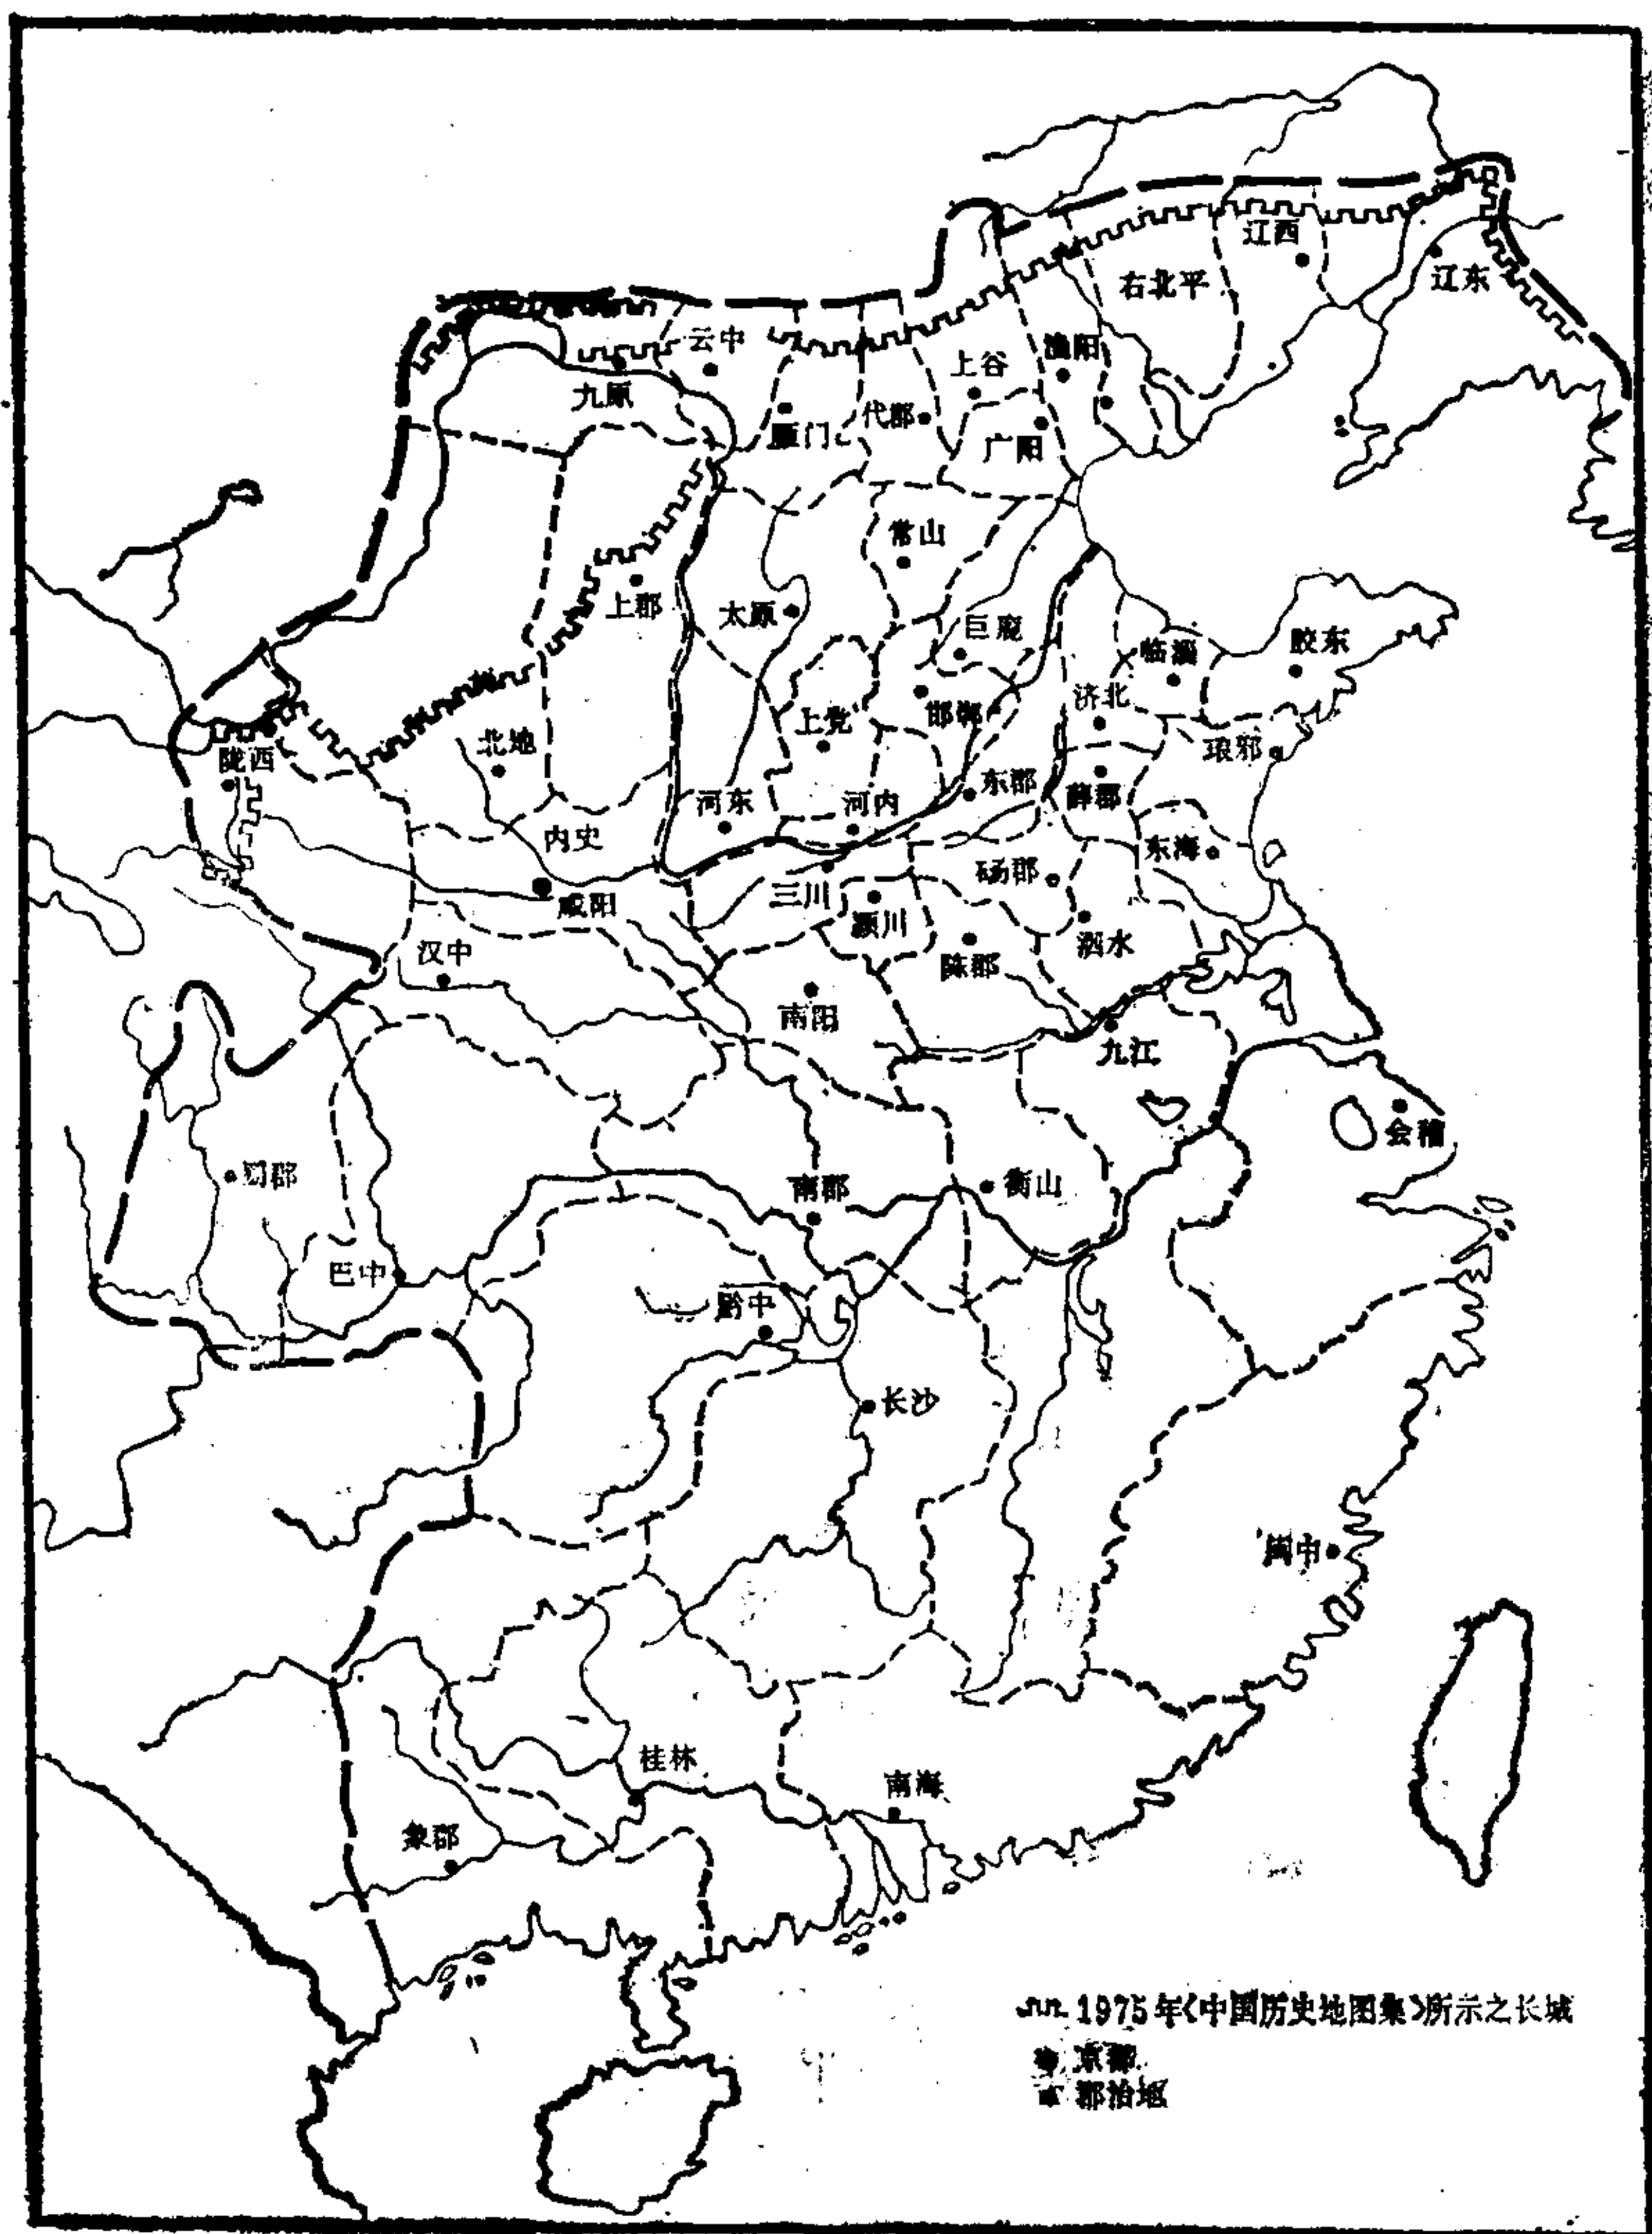 辽西
右北平
辽东
云中
渔阳
上谷
九原
代郡
雁门
广阳
常山
上郡
太原
巨鹿
临淄
胶东
邯郸
济北
上党
北地
琅邪
陇西
河东
河内
东郡
薛郡
内史
东海
砀郡
三川
咸阳
颍川
泗水
汉中
陈郡
南阳
九江
会稽
蜀郡
南郡
衡山
巴中
黔中
长沙
闽中
桂林
南海
象郡
1975年《中国历史地图集》所示之长城
京都
郡治地